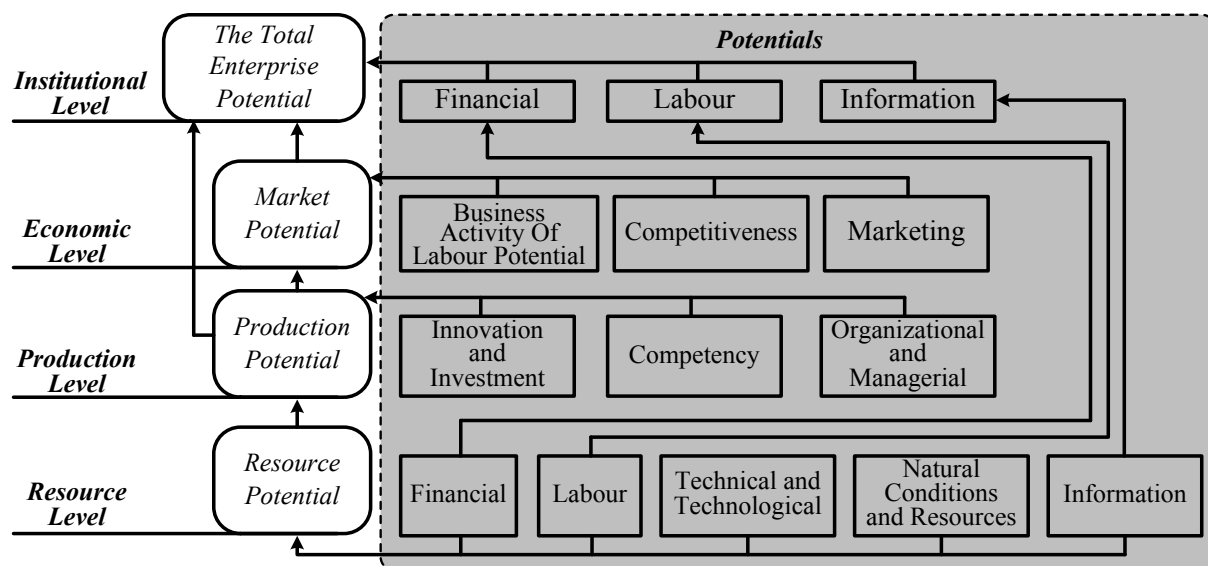 The Total
Enterprise
Potential
Potentials
Institutional
Level
Financial
Labour
Information
Market
Potential
Economic
Level
Business
Activity Of
Labour Potential
Competitiveness
Marketing
Production
Potential
Production
Level
Innovation
and
Investment
Competency
Organizational
and
Managerial
Resource
Potential
Resource
Level
Financial
Labour
Technical and
Technological
Natural
Conditions
and Resources
Information